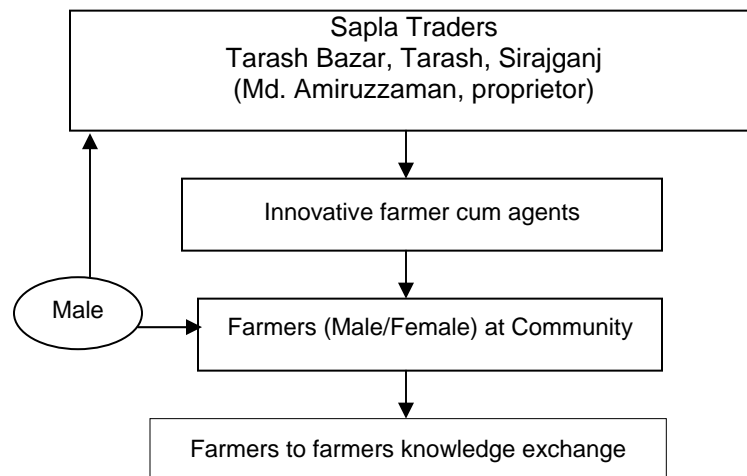 Sapla Traders
Tarash Bazar, Tarash, Sirajganj
(Md. Amiruzzaman, proprietor)
Innovative farmer cum agents
Male
Farmers (Male/Female) at Community
Farmers to farmers knowledge exchange